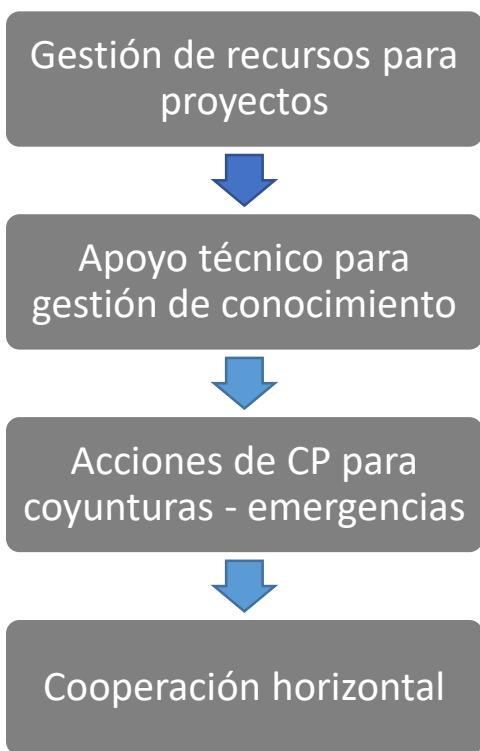 Gestión de recursos para
proyectos
Apoyo técnico para
gestión de conocimiento
Acciones de CP para
coyunturas - emergencias
Cooperación horizontal